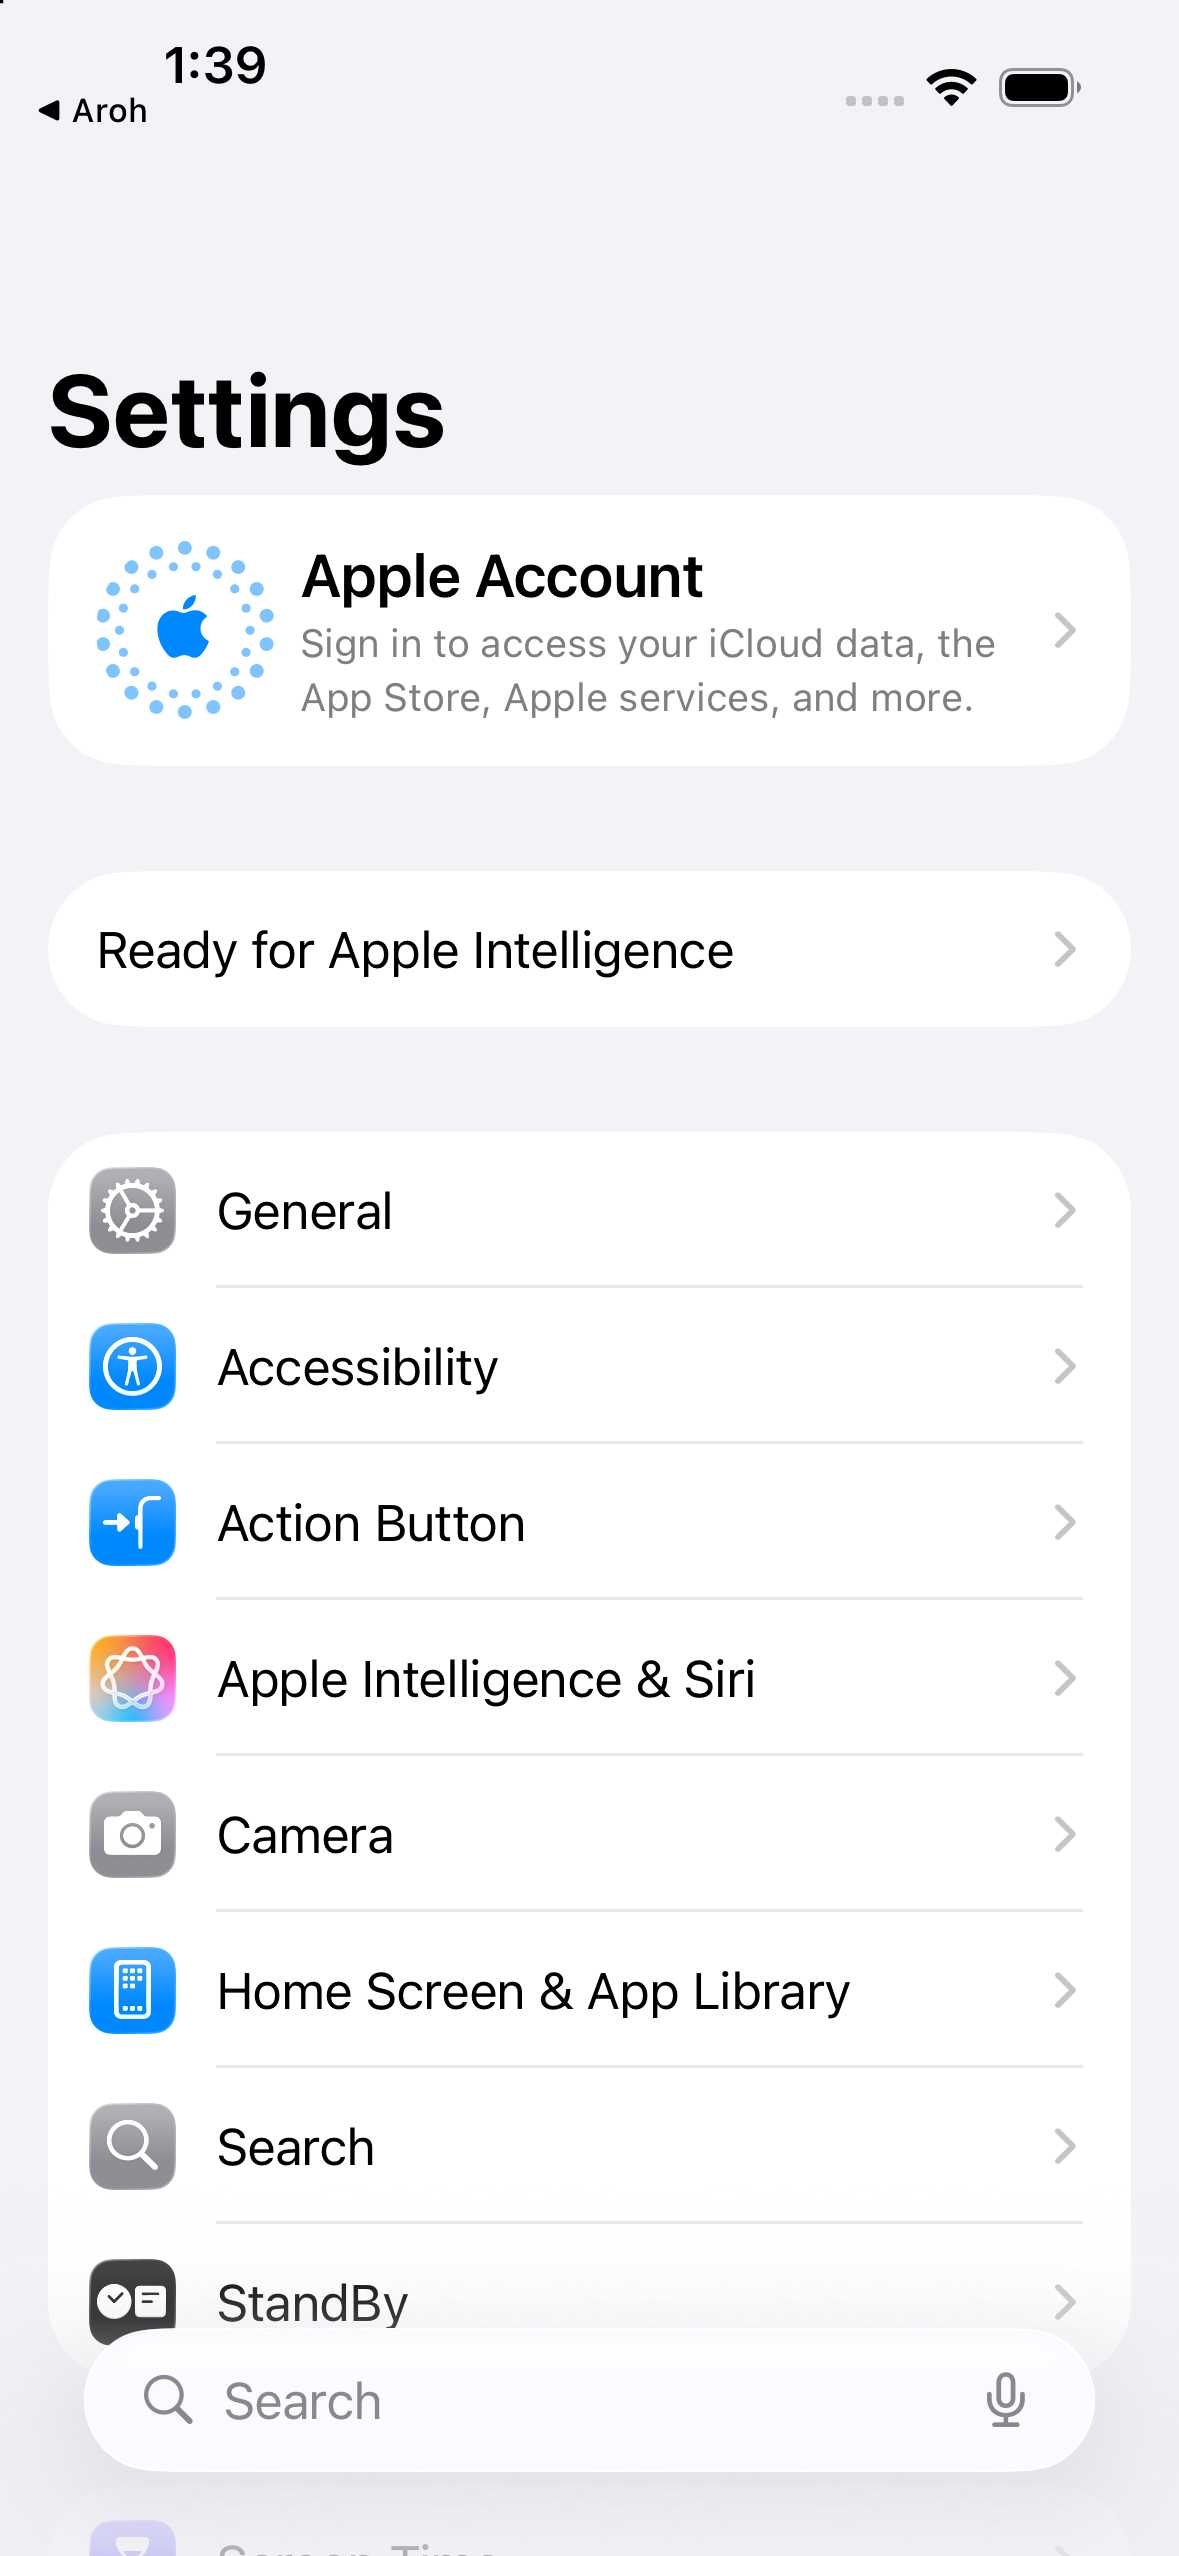 1:39
Aroh
Settings
Apple Account
Sign in to access your iCloud data, the
App Store, Apple services, and more.
Ready for Apple Intelligence
General
Accessibility
Action Button
Apple Intelligence & Siri
Camera
Home Screen & App Library
Search
StandBy
Search
Screen Time